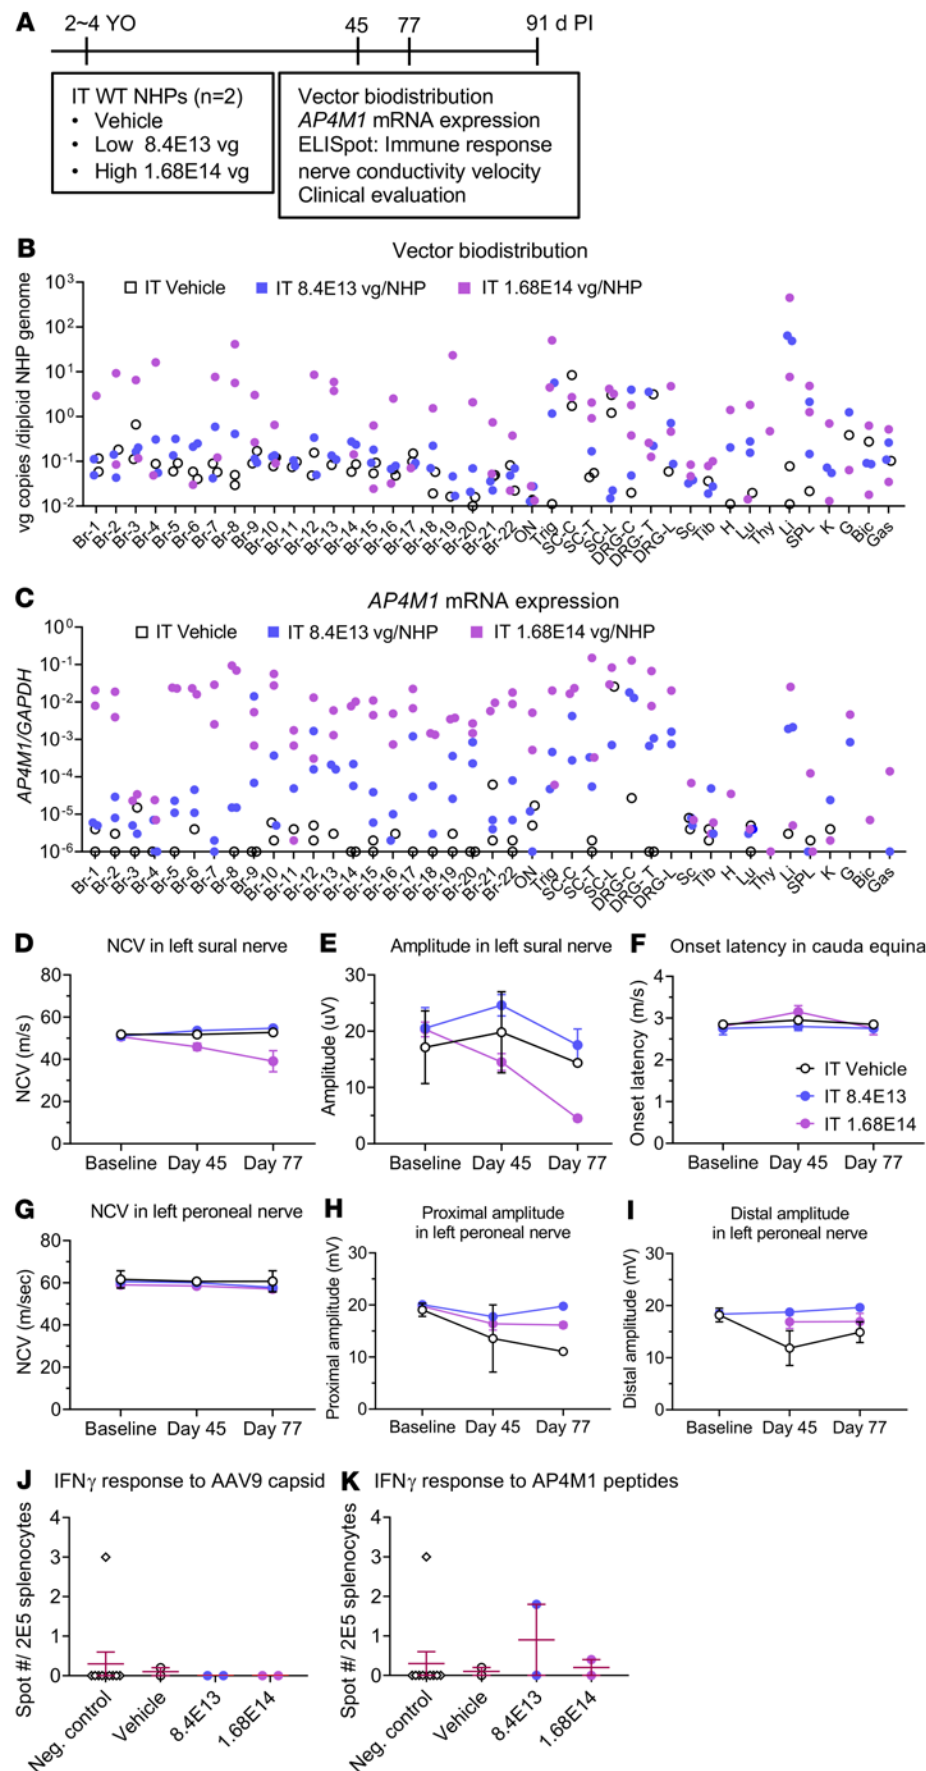 A
2~4 YO 45 77 91 d PI
IT WT NHPs (n=2)
• Vehicle
• Low 8.4E13 vg
• High 1.68E14 vg
Vector biodistribution
AP4M1 mRNA expression
ELISpot: Immune response
nerve conductivity velocity
Clinical evaluation
B Vector biodistribution
IT Vehicle IT 8.4E13 vg/NHP IT 1.68E14 vg/NHP
vg copies /diploid NHP genome
10³
10²
10¹
10⁰
10⁻¹
10⁻²
Br-1 Br-2 Br-3 Br-4 Br-5 Br-6 Br-7 Br-8 Br-9 Br-10 Br-11 Br-12 Br-13 Br-14 Br-15 Br-16 Br-17 Br-18 Br-19 Br-20 Br-21 Br-22 ON Trig SC-C SC-T SC-L DRG-C DRG-T DRG-L Sc Tib H Lu Thy Li SPL K G Bic Gas
C AP4M1 mRNA expression
IT Vehicle IT 8.4E13 vg/NHP IT 1.68E14 vg/NHP
AP4M1/GAPDH
10⁰
10⁻¹
10⁻²
10⁻³
10⁻⁴
10⁻⁵
10⁻⁶
Br-1 Br-2 Br-3 Br-4 Br-5 Br-6 Br-7 Br-8 Br-9 Br-10 Br-11 Br-12 Br-13 Br-14 Br-15 Br-16 Br-17 Br-18 Br-19 Br-20 Br-21 Br-22 ON Trig SC-C SC-T SC-L DRG-C DRG-T DRG-L Sc Tib H Lu Thy Li SPL K G Bic Gas
D NCV in left sural nerve
NCV (m/s)
80
60
40
20
0
Baseline Day 45 Day 77
E Amplitude in left sural nerve
Amplitude (uV)
30
20
10
0
Baseline Day 45 Day 77
F Onset latency in cauda equina
Onset latency (m/s)
4
3
2
1
0
IT Vehicle
IT 8.4E13
IT 1.68E14
Baseline Day 45 Day 77
G NCV in left peroneal nerve
NCV (m/sec)
80
60
40
20
0
Baseline Day 45 Day 77
H Proximal amplitude
in left peroneal nerve
Proximal amplitude (mV)
30
20
10
0
Baseline Day 45 Day 77
I Distal amplitude
in left peroneal nerve
Distal amplitude (mV)
30
20
10
0
Baseline Day 45 Day 77
J IFNγ response to AAV9 capsid
Spot #/ 2E5 splenocytes
4
3
2
1
0
Neg. control Vehicle 8.4E13 1.68E14
K IFNγ response to AP4M1 peptides
Spot #/ 2E5 splenocytes
4
3
2
1
0
Neg. control Vehicle 8.4E13 1.68E14